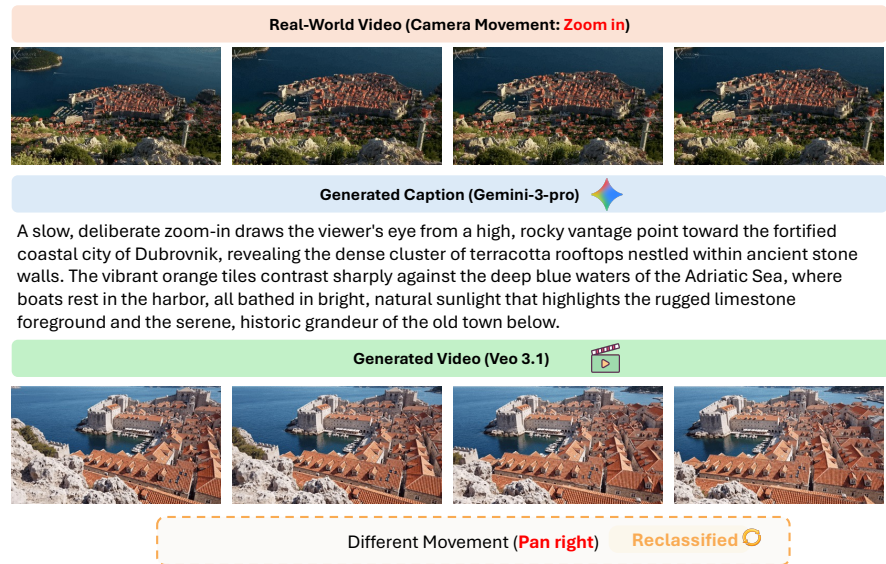 Real-World Video (Camera Movement: Zoom in)
Generated Caption (Gemini-3-pro)
A slow, deliberate zoom-in draws the viewer's eye from a high, rocky vantage point toward the fortified
coastal city of Dubrovnik, revealing the dense cluster of terracotta rooftops nestled within ancient stone
walls. The vibrant orange tiles contrast sharply against the deep blue waters of the Adriatic Sea, where
boats rest in the harbor, all bathed in bright, natural sunlight that highlights the rugged limestone
foreground and the serene, historic grandeur of the old town below.
Generated Video (Veo 3.1)
Different Movement (Pan right) Reclassified